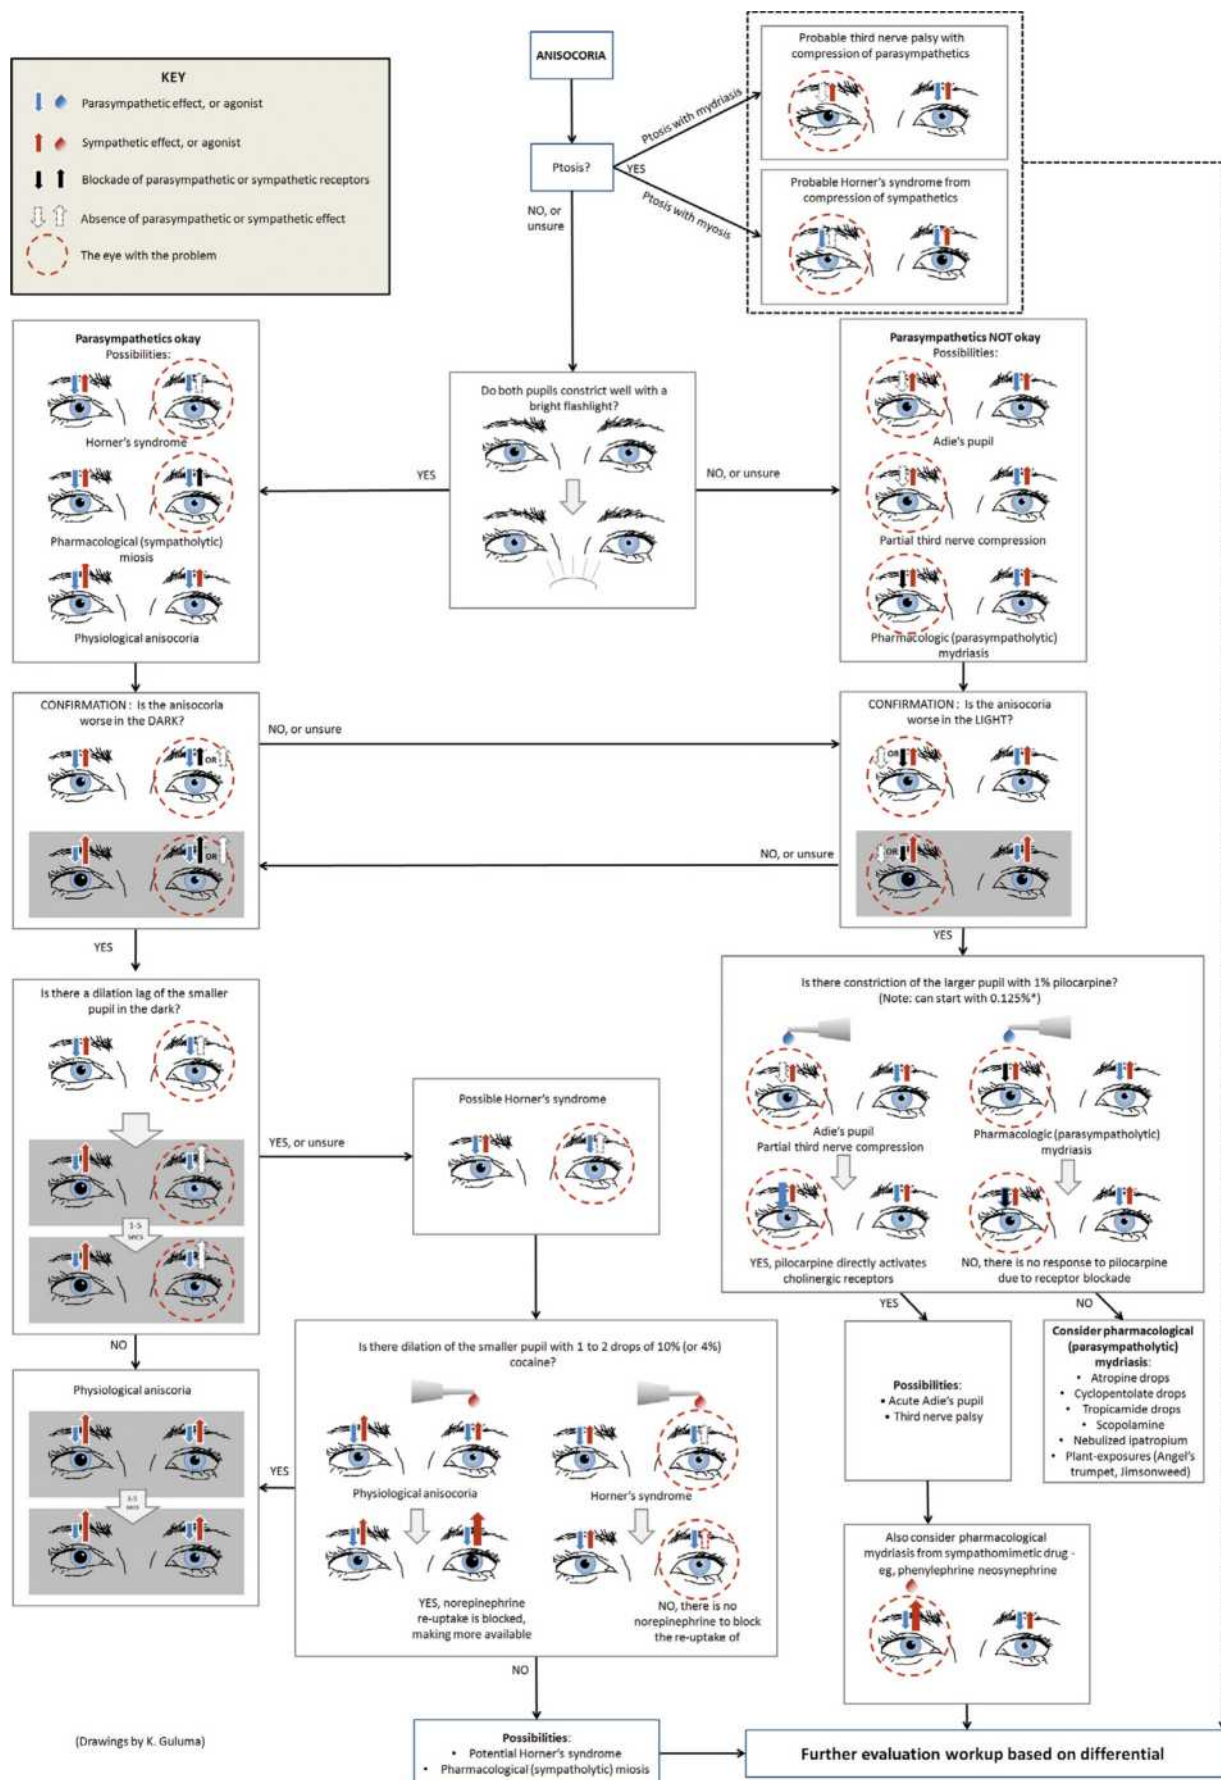 ANISOCORIA
Probable third nerve palsy with
compression of parasympathetics
KEY
Parasympathetic effect, or agonist
Sympathetic effect, or agonist
Blockade of parasympathetic or sympathetic receptors
Absence of parasympathetic or sympathetic effect
The eye with the problem
Ptosis?
Ptosis with mydriasis
YES
Ptosis with myosis
NO, or
unsure
Probable Horner's syndrome from
compression of sympathetics
Parasympathetics okay
Possibilities:
Horner's syndrome
Pharmacological (sympatholytic)
miosis
Physiological anisocoria
YES
Do both pupils constrict well with a
bright flashlight?
NO, or unsure
Parasympathetics NOT okay
Possibilities:
Adie's pupil
Partial third nerve compression
Pharmacologic (parasympatholytic)
mydriasis
CONFIRMATION : Is the anisocoria
worse in the DARK?
OR
OR
NO, or unsure
NO, or unsure
CONFIRMATION : Is the anisocoria
worse in the LIGHT?
OR
OR
YES
YES
Is there a dilation lag of the smaller
pupil in the dark?
1-5
secs
YES, or unsure
NO
Possible Horner's syndrome
Is there constriction of the larger pupil with 1% pilocarpine?
(Note: can start with 0.125%*)
Adie's pupil
Partial third nerve compression
Pharmacologic (parasympatholytic)
mydriasis
YES, pilocarpine directly activates
cholinergic receptors
NO, there is no response to pilocarpine
due to receptor blockade
YES
NO
Physiological aniscoria
YES
Is there dilation of the smaller pupil with 1 to 2 drops of 10% (or 4%)
cocaine?
Physiological anisocoria
Horner's syndrome
YES, norepinephrine
re-uptake is blocked,
making more available
NO, there is no
norepinephrine to block
the re-uptake of
NO
Possibilities:
• Acute Adie's pupil
• Third nerve palsy
Consider pharmacological
(parasympatholytic)
mydriasis:
• Atropine drops
• Cyclopentolate drops
• Tropicamide drops
• Scopolamine
• Nebulized ipatropium
• Plant-exposures (Angel's
trumpet, Jimsonweed)
Also consider pharmacological
mydriasis from sympathomimetic drug -
eg, phenylephrine neosynephrine
(Drawings by K. Guluma)
Possibilities:
• Potential Horner's syndrome
• Pharmacological (sympatholytic) miosis
Further evaluation workup based on differential